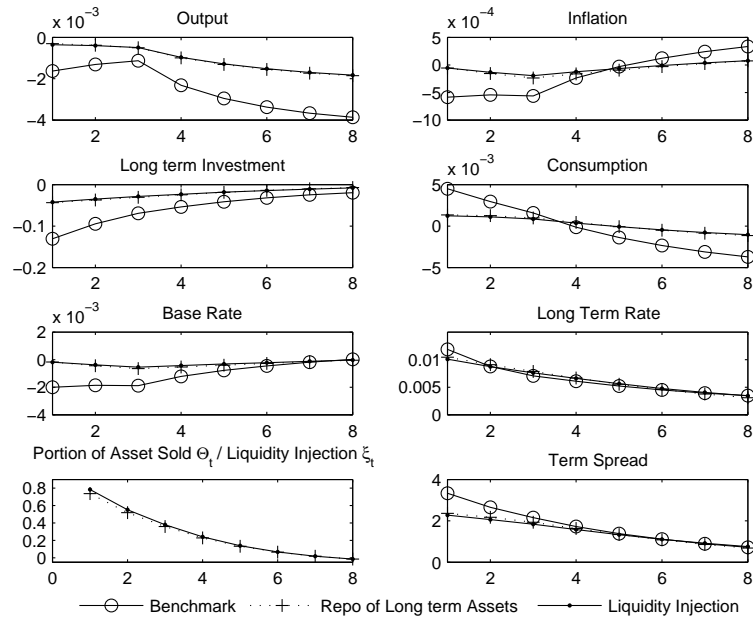 Output
x 10⁻³
0
−2
−4
2 4 6 8
Inflation
x 10⁻⁴
5
0
−5
−10
2 4 6 8
Long term Investment
0
−0.1
−0.2
2 4 6 8
Consumption
x 10⁻³
5
0
−5
2 4 6 8
Base Rate
x 10⁻³
2
0
−2
−4
2 4 6 8
Long Term Rate
0.01
0.005
0
2 4 6 8
Portion of Asset Sold Θ_t / Liquidity Injection ξ_t
0.8
0.6
0.4
0.2
0
0 2 4 6 8
Term Spread
4
2
0
2 4 6 8
Benchmark Repo of Long term Assets Liquidity Injection